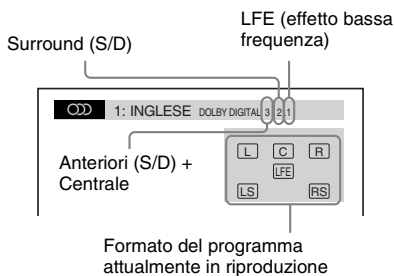 LFE (effetto bassa
frequenza)
Surround (S/D)
1: INGLESE DOLBY DIGITAL 3 2 .1
Anteriori (S/D) +
Centrale
L C R
LFE
LS RS
Formato del programma
attualmente in riproduzione